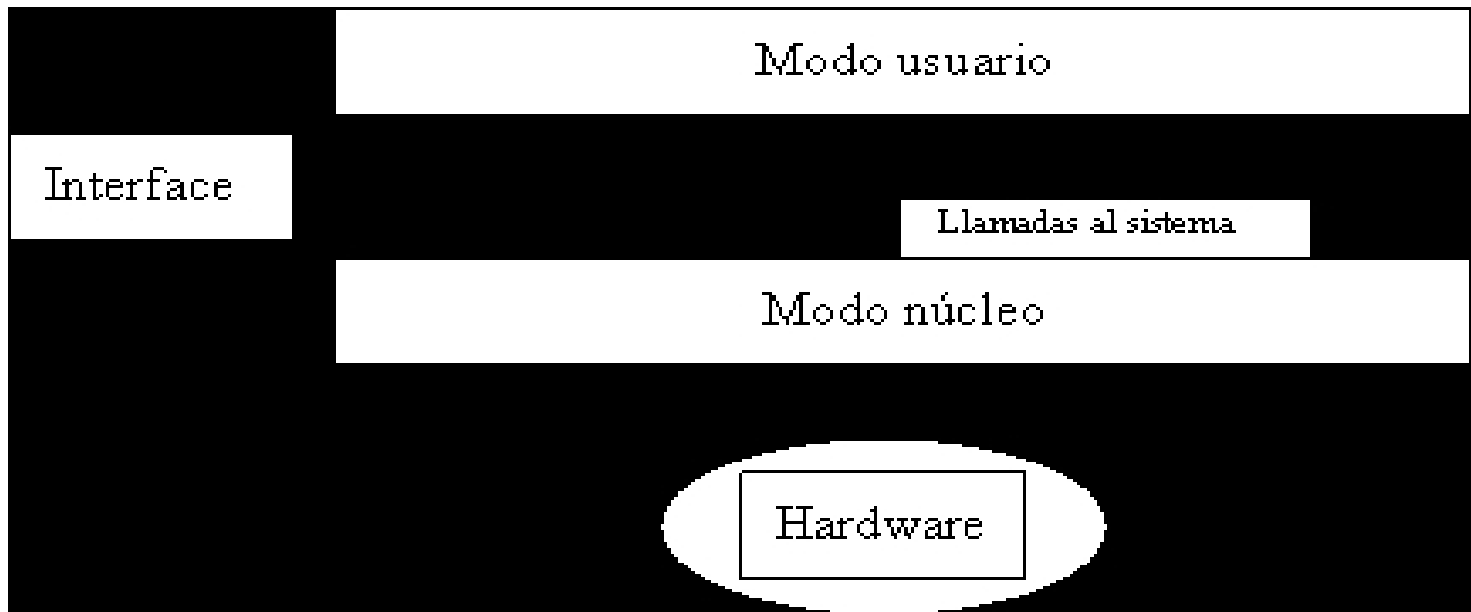 Modo usuario
Interface
Llamadas al sistema
Modo núcleo
Hardware